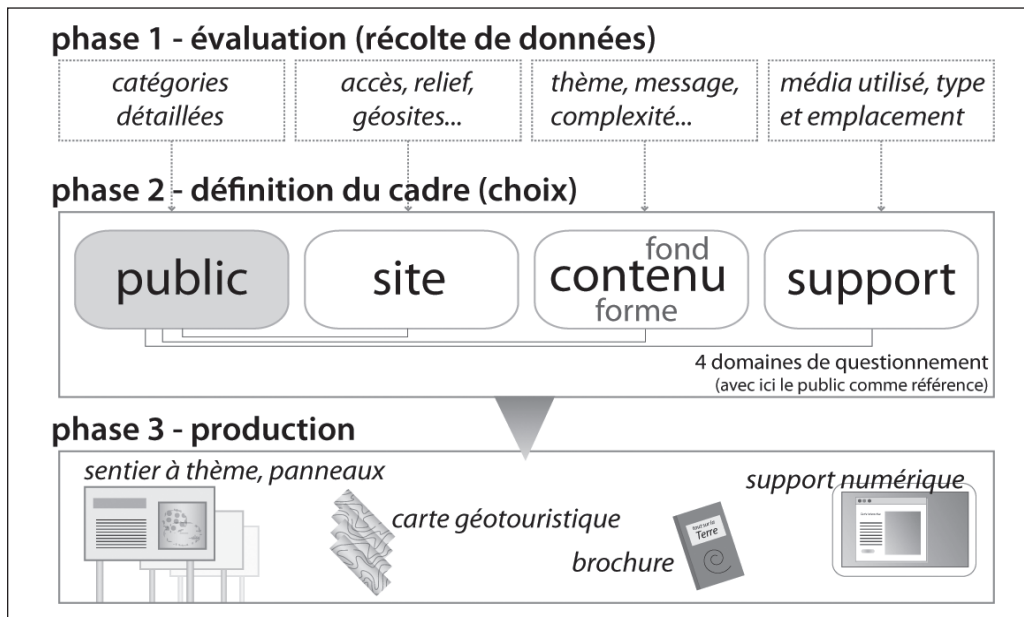 phase 1 - évaluation (récolte de données)
catégories
détaillées
accès, relief,
géosites...
thème, message,
complexité...
média utilisé, type
et emplacement
phase 2 - définition du cadre (choix)
public
site
fond
contenu
forme
support
4 domaines de questionnement
(avec ici le public comme référence)
phase 3 - production
sentier à thème, panneaux
carte géotouristique
brochure
tout sur la
Terre
support numérique